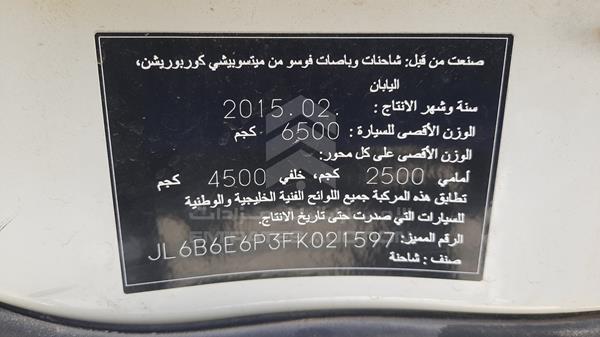 صنعت من قبل: شاحنات وباصات فوسو من ميتسوبيشي كوربوريشن,
اليابان
سنة وشهر الانتاج : 2015.02.
الوزن الأقصى للسيارة : 6500 كجم
الوزن الأقصى على كل محور:
أمامي 2500 كجم, خلفي 4500 كجم
تطابق هذه المركبة جميع اللوائح الفنية الخليجية والوطنية
للسيارات التي صدرت حتى تاريخ الانتاج.
الرقم المميز: JL6B6E6P3FK021597
صنف : شاحنة